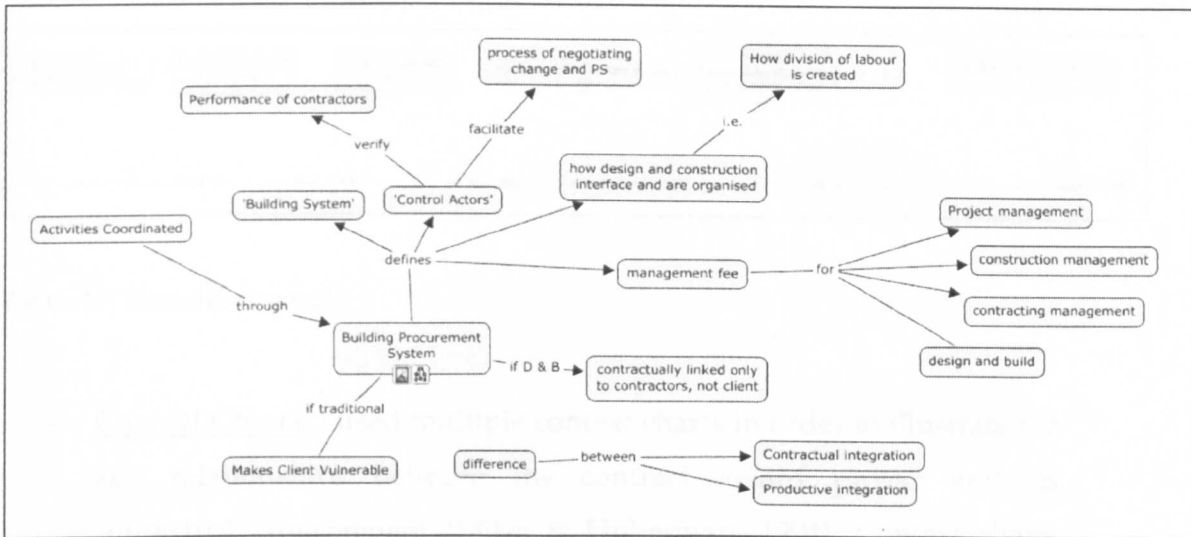 process of negotiating
change and PS
How division of labour
is created
Performance of contractors
i.e.
facilitate
verify
how design and construction
interface and are organised
'Building System'
'Control Actors'
Project management
Activities Coordinated
defines
management fee
for
construction management
through
contracting management
Building Procurement
System
design and build
if D & B
contractually linked only
to contractors, not client
if traditional
Makes Client Vulnerable
difference
between
Contractual integration
Productive integration